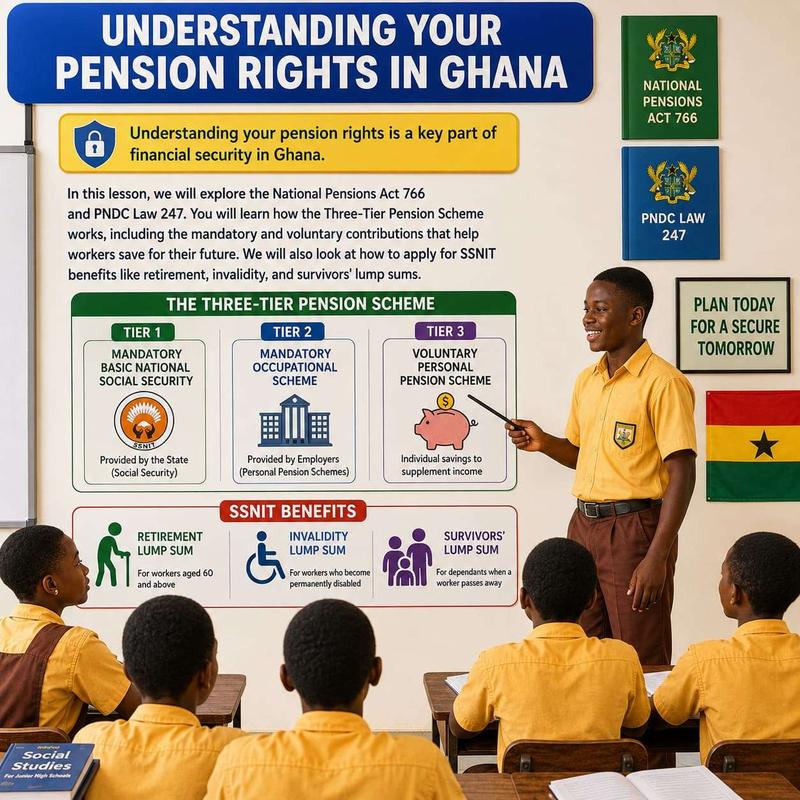 UNDERSTANDING YOUR
PENSION RIGHTS IN GHANA
Understanding your pension rights is a key part of
financial security in Ghana.
In this lesson, we will explore the National Pensions Act 766
and PNDC Law 247. You will learn how the Three-Tier Pension Scheme
works, including the mandatory and voluntary contributions that help
workers save for their future. We will also look at how to apply for SSNIT
benefits like retirement, invalidity, and survivors' lump sums.
THE THREE-TIER PENSION SCHEME
TIER 1
MANDATORY
BASIC NATIONAL
SOCIAL SECURITY
SSNIT
Provided by the State
(Social Security)
TIER 2
MANDATORY
OCCUPATIONAL
SCHEME
Provided by Employers
(Personal Pension Schemes)
TIER 3
VOLUNTARY
PERSONAL
PENSION SCHEME
$
Individual savings to
supplement income
SSNIT BENEFITS
RETIREMENT
LUMP SUM
For workers aged 60
and above
INVALIDITY
LUMP SUM
For workers who become
permanently disabled
SURVIVORS'
LUMP SUM
For dependants when a
worker passes away
NATIONAL
PENSIONS
ACT 766
PNDC LAW
247
PLAN TODAY
FOR A SECURE
TOMORROW
Social
Studies
For Junior High Schools